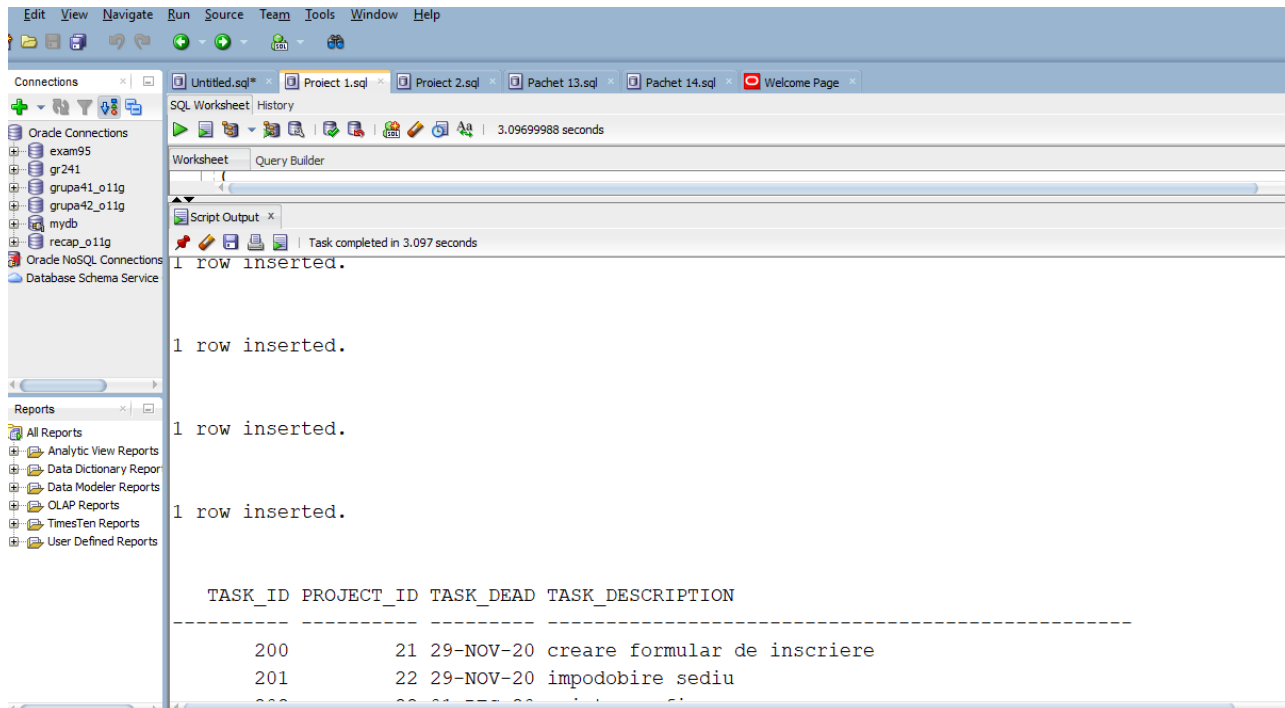 Edit View Navigate Run Source Team Tools Window Help
Connections
Untitled.sql* Proiect 1.sql Proiect 2.sql Pachet 13.sql Pachet 14.sql Welcome Page
SQL Worksheet History
3.09699988 seconds
Oracle Connections
exam95
gr241
grupa41_o11g
grupa42_o11g
mydb
recap_o11g
Oracle NoSQL Connections
Database Schema Service
Worksheet Query Builder
(
Script Output
Task completed in 3.097 seconds
1 row inserted.
1 row inserted.
1 row inserted.
1 row inserted.
Reports
All Reports
Analytic View Reports
Data Dictionary Repor
Data Modeler Reports
OLAP Reports
TimesTen Reports
User Defined Reports
TASK_ID PROJECT_ID TASK_DEAD TASK_DESCRIPTION
---------- ---------- --------- --------------------------------------------------
200 21 29-NOV-20 creare formular de inscriere
201 22 29-NOV-20 impodobire sediu